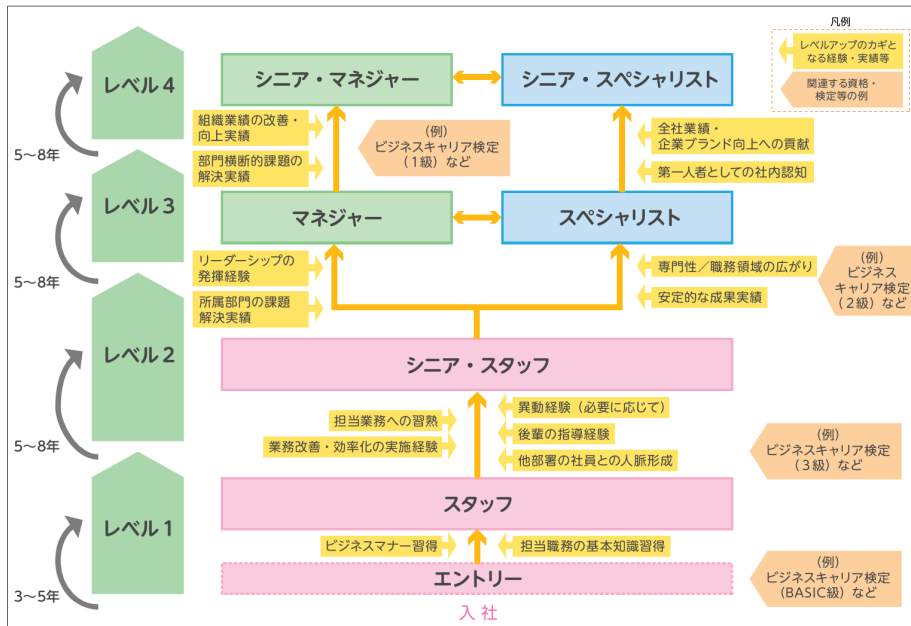 凡例
レベルアップのカギと
なる経験・実績等
関連する資格・
検定等の例
レベル4
シニア・マネジャー
シニア・スペシャリスト
5〜8年
組織業績の改善・
向上実績
部門横断的課題の
解決実績
(例)
ビジネスキャリア検定
(1級)など
全社業績・
企業ブランド向上への貢献
第一人者としての社内認知
レベル3
マネジャー
スペシャリスト
5〜8年
リーダーシップの
発揮経験
所属部門の課題
解決実績
専門性/職務領域の広がり
安定的な成果実績
(例)
ビジネス
キャリア検定
(2級)など
レベル2
シニア・スタッフ
5〜8年
担当業務への習熟
業務改善・効率化の実施経験
異動経験(必要に応じて)
後輩の指導経験
他部署の社員との人脈形成
(例)
ビジネスキャリア検定
(3級)など
レベル1
スタッフ
3〜5年
ビジネスマナー習得
担当職務の基本知識習得
エントリー
(例)
ビジネスキャリア検定
(BASIC級)など
入社